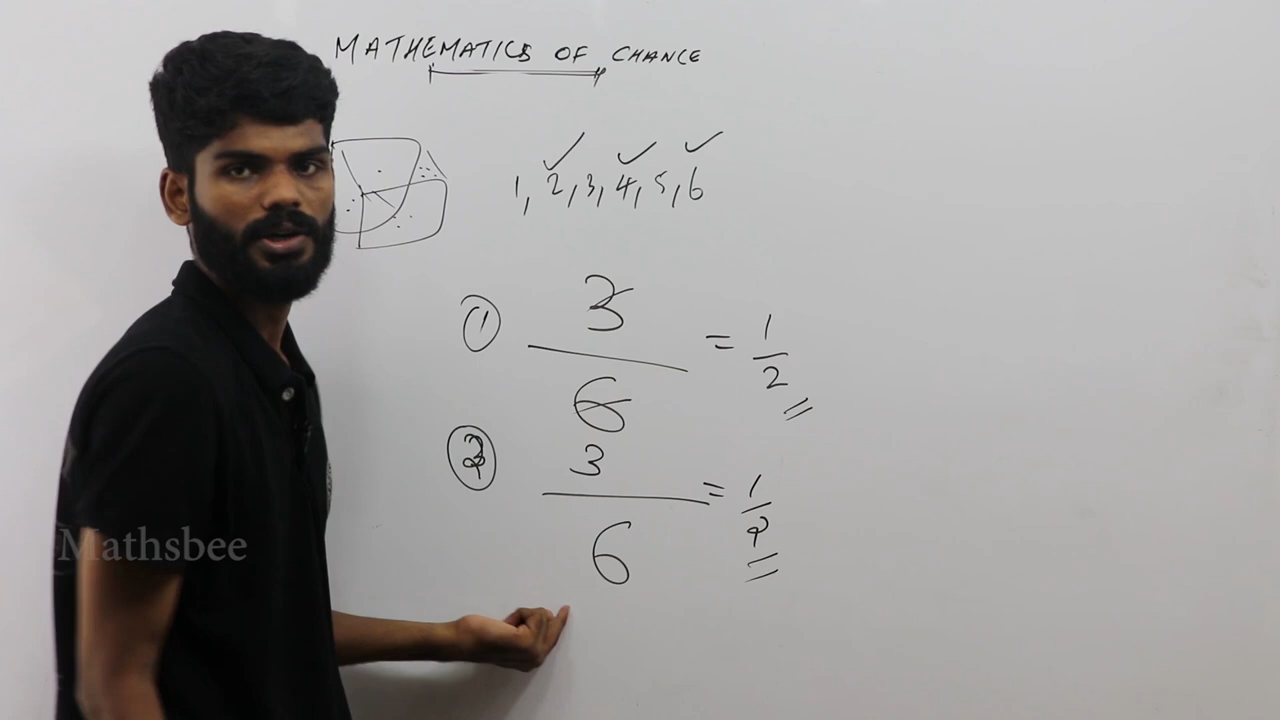 MATHEMATICS OF CHANCE
1, 2, 3, 4, 5, 6
① 3/6 = 1/2
② 3/6 = 1/2
Mathsbee